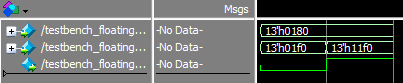 Msgs
/testbench_floating... -No Data- 13'h0180
/testbench_floating... -No Data- 13'h01f0 13'h11f0
/testbench_floating... -No Data-